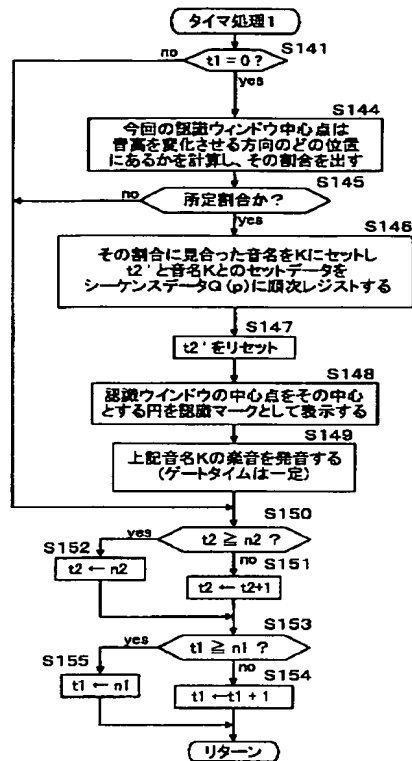 タイマ処理1
S141
no
t1 = 0 ?
yes
S144
今回の認識ウィンドウ中心点は
音高を変化させる方向のどの位置
にあるかを計算し、その割合を出す
S145
no
所定割合か?
yes
S146
その割合に見合った音名をKにセットし
t2'と音名Kとのセットデータを
シーケンスデータQ(p)に順次レジストする
S147
t2'をリセット
S148
認識ウインドウの中心点をその中心
とする円を認識マークとして表示する
S149
上記音名Kの楽音を発音する
(ゲートタイムは一定)
S150
yes
t2 ≧ n2 ?
S152
no
S151
t2 ← n2
t2 ← t2+1
S153
yes
t1 ≧ n1 ?
S155
no
S154
t1 ← n1
t1 ← t1 + 1
リターン